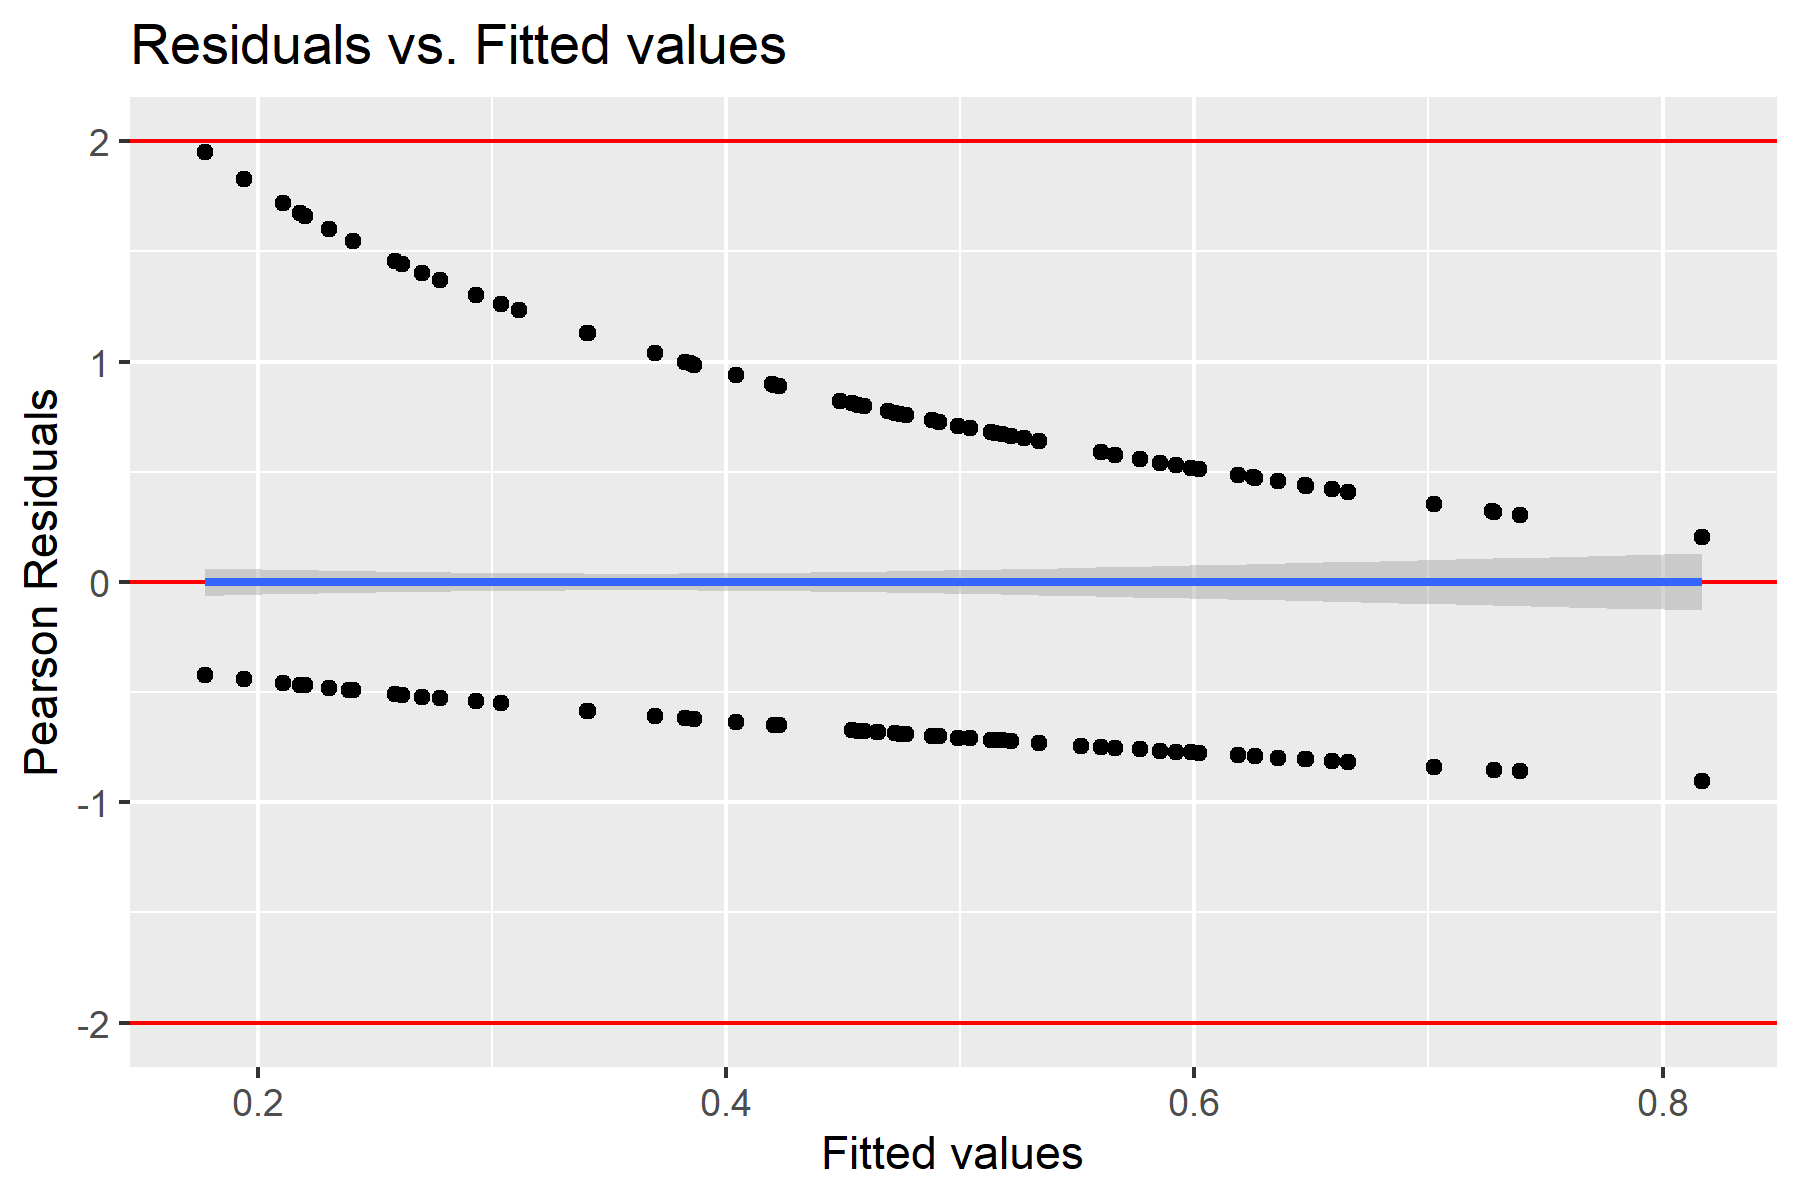 Residuals vs. Fitted values
Pearson Residuals
2
1
0
-1
-2
0.2 0.4 0.6 0.8
Fitted values